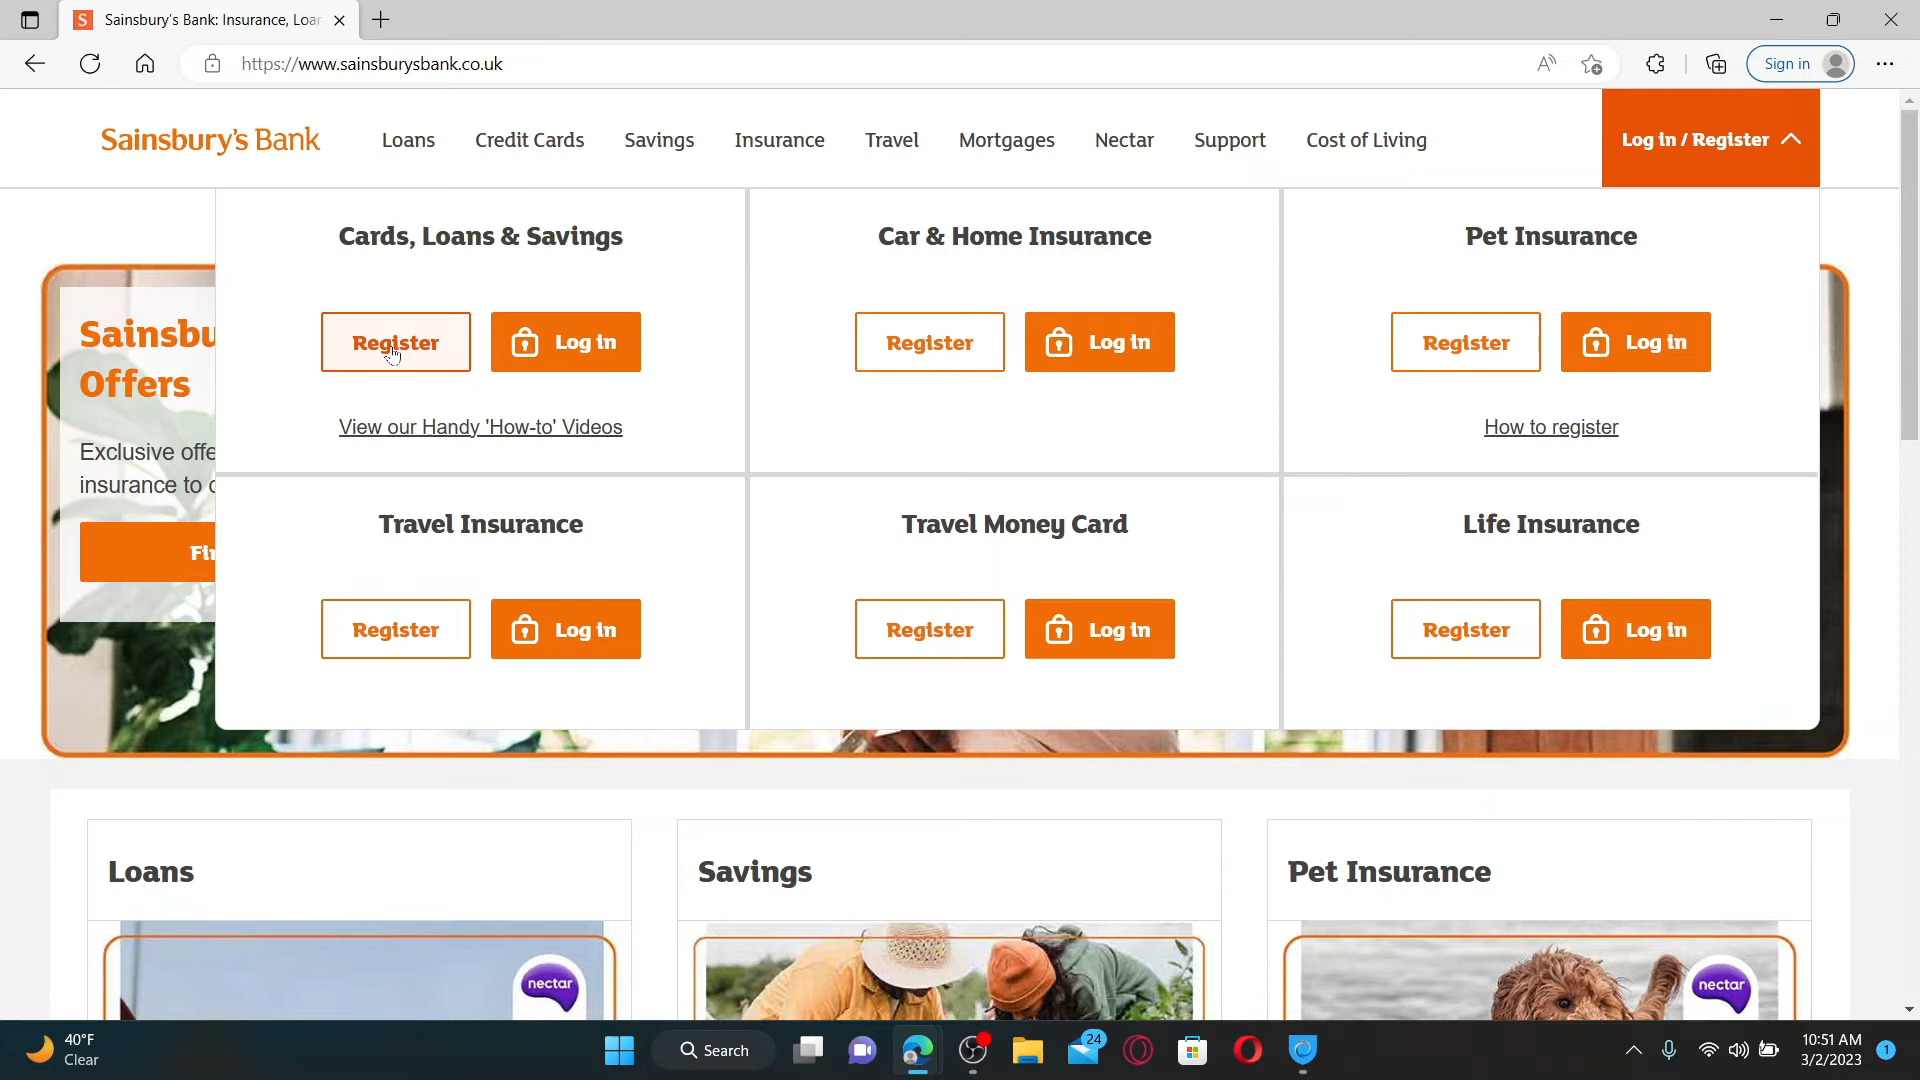 Sainsbury's Bank: Insurance, Loan
https://www.sainsburysbank.co.uk
Sign in
Sainsbury's Bank
Loans
Credit Cards
Savings
Insurance
Travel
Mortgages
Nectar
Support
Cost of Living
Log in / Register
Cards, Loans & Savings
Car & Home Insurance
Pet Insurance
Register
Log in
Register
Log in
Register
Log in
View our Handy 'How-to' Videos
How to register
Travel Insurance
Travel Money Card
Life Insurance
Register
Log in
Register
Log in
Register
Log in
Sainsbu
Offers
Exclusive offe
insurance to
Fin
Loans
Savings
Pet Insurance
nectar
nectar
40°F
Clear
Search
24
10:51 AM
3/2/2023
1